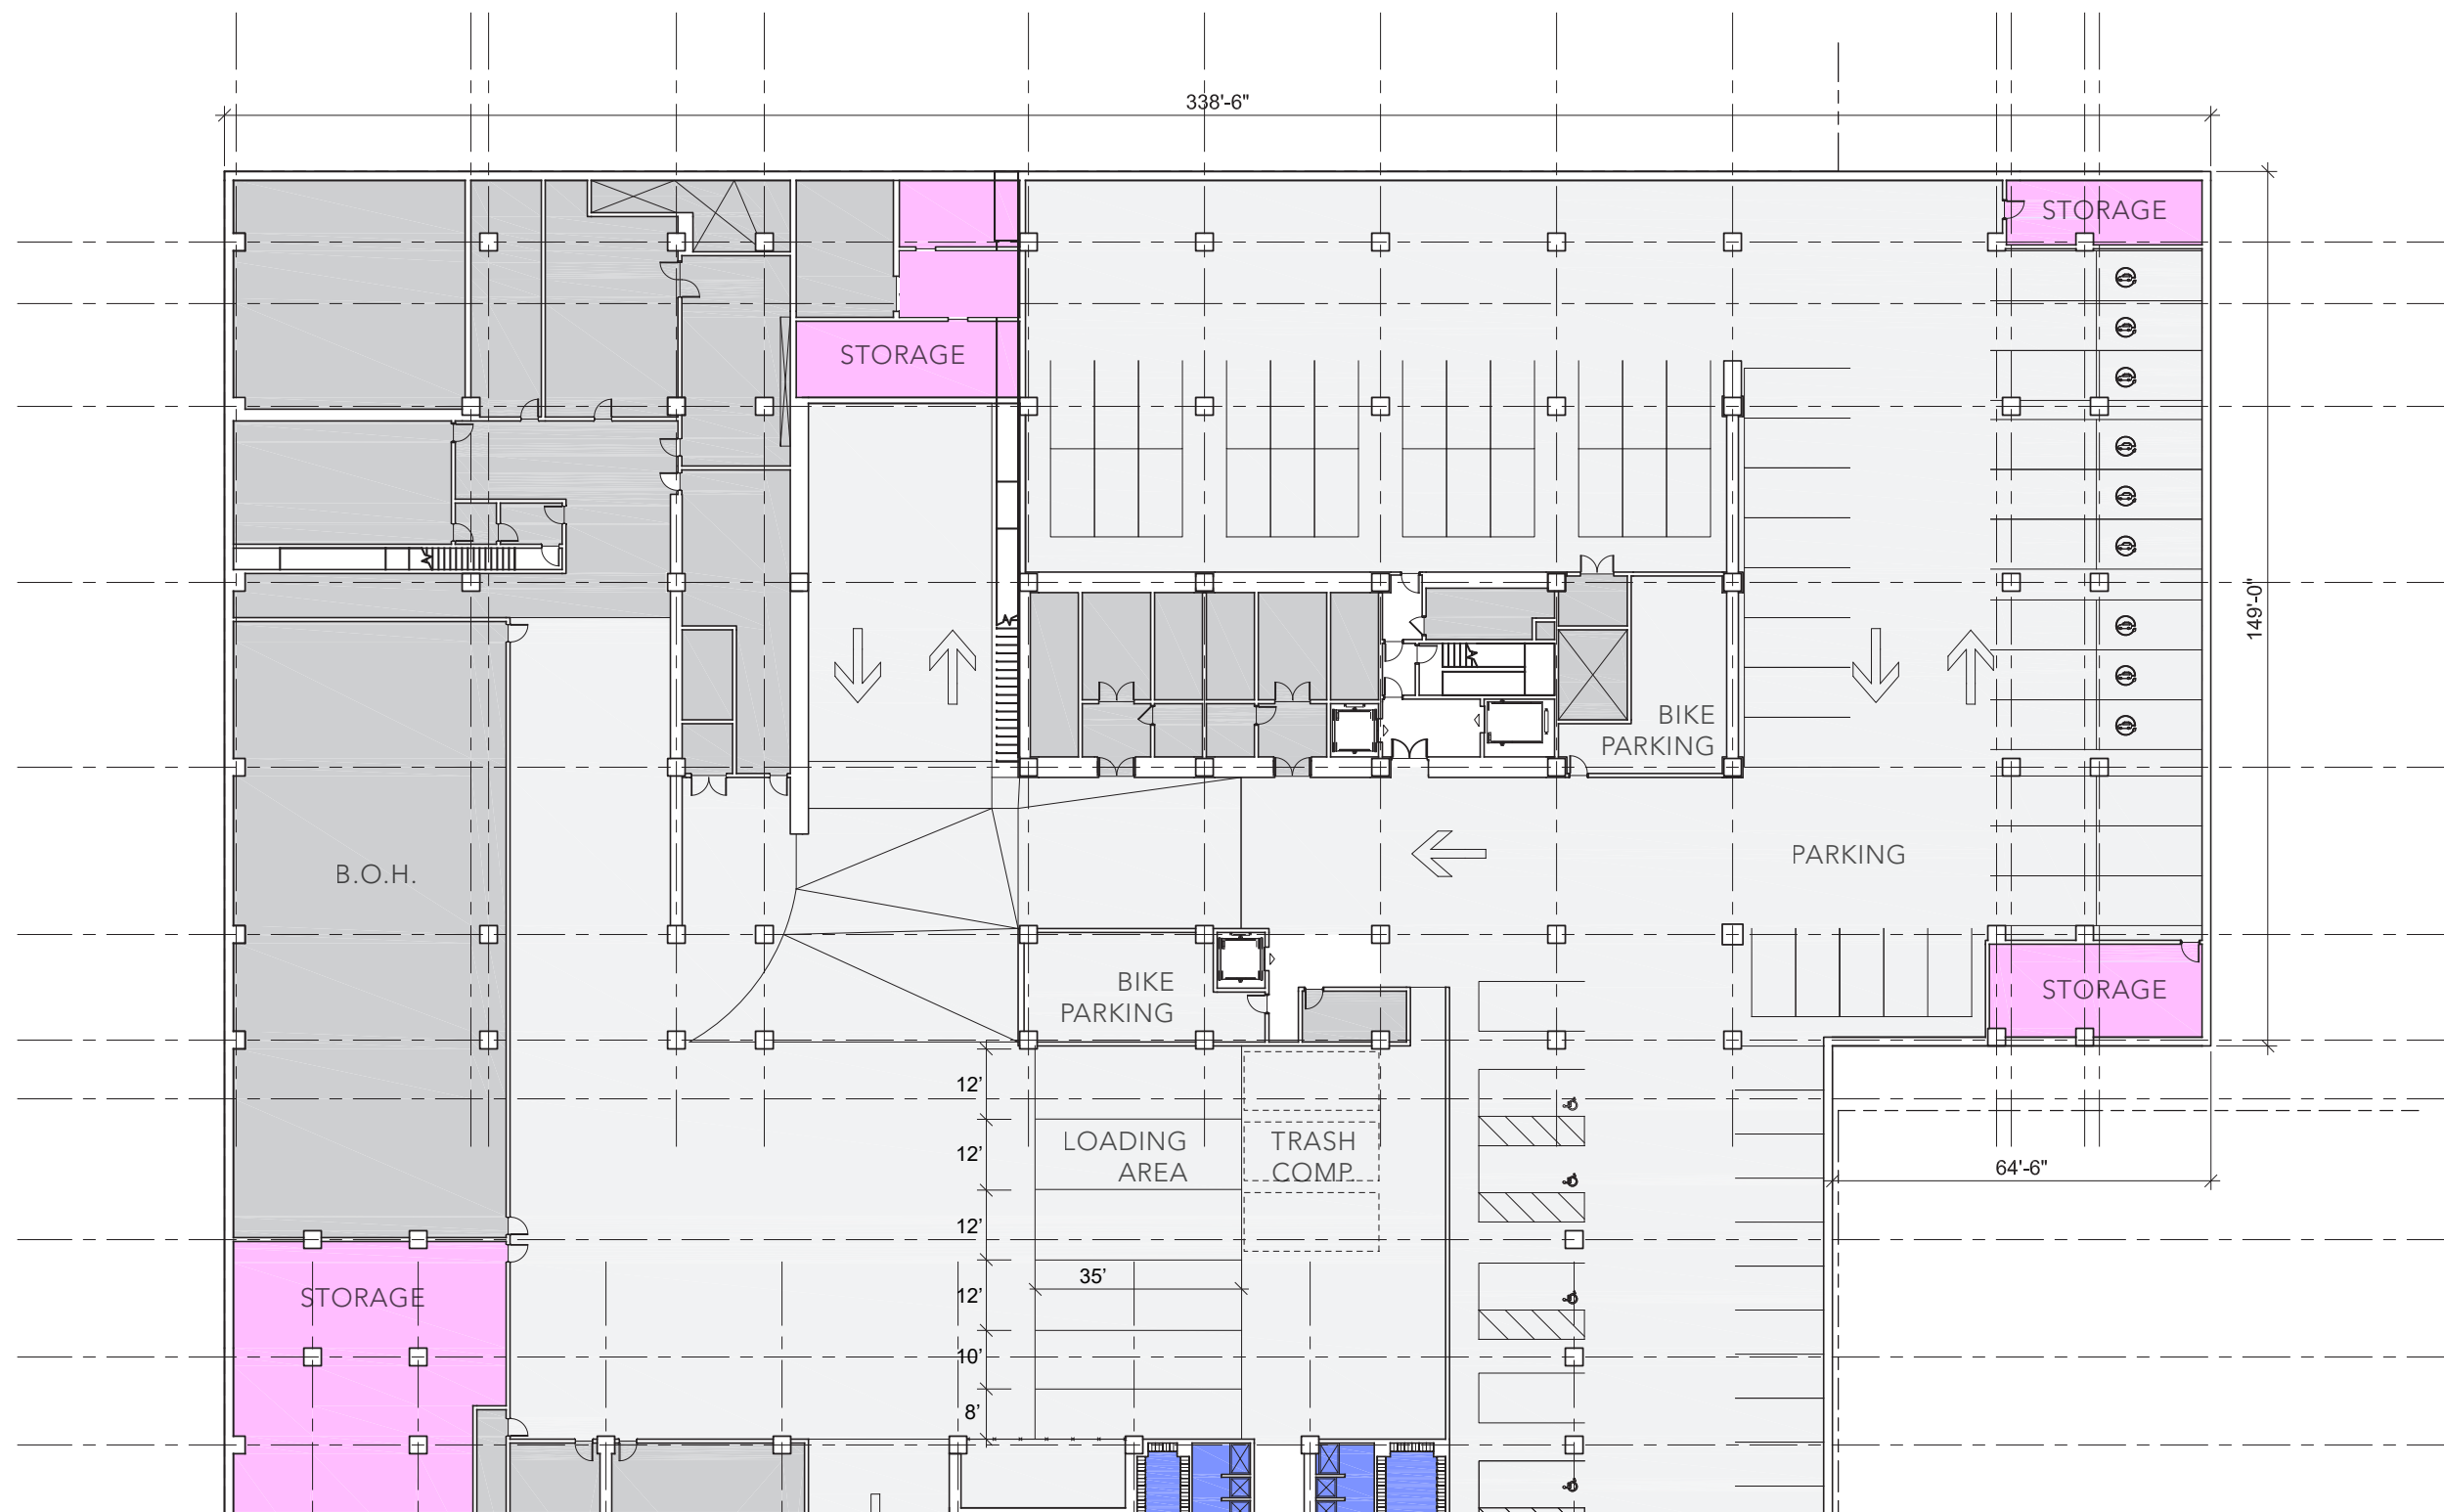 338'-6"
STORAGE
STORAGE
149'-0"
BIKE
PARKING
PARKING
B.O.H.
BIKE
PARKING
STORAGE
12'
12'
LOADING
AREA
TRASH
COMP.
64'-6"
12'
35'
12'
STORAGE
10'
8'